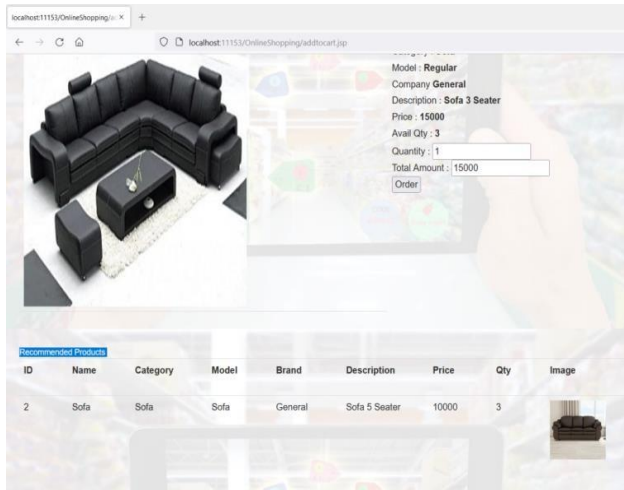 localhost:11153/OnlineShopping/ad
localhost:11153/OnlineShopping/addtocart.jsp
Model : Regular
Company General
Description : Sofa 3 Seater
Price : 15000
Avail Qty : 3
Quantity : 1
Total Amount : 15000
Order
Recommended Products
ID Name Category Model Brand Description Price Qty Image
2 Sofa Sofa Sofa General Sofa 5 Seater 10000 3